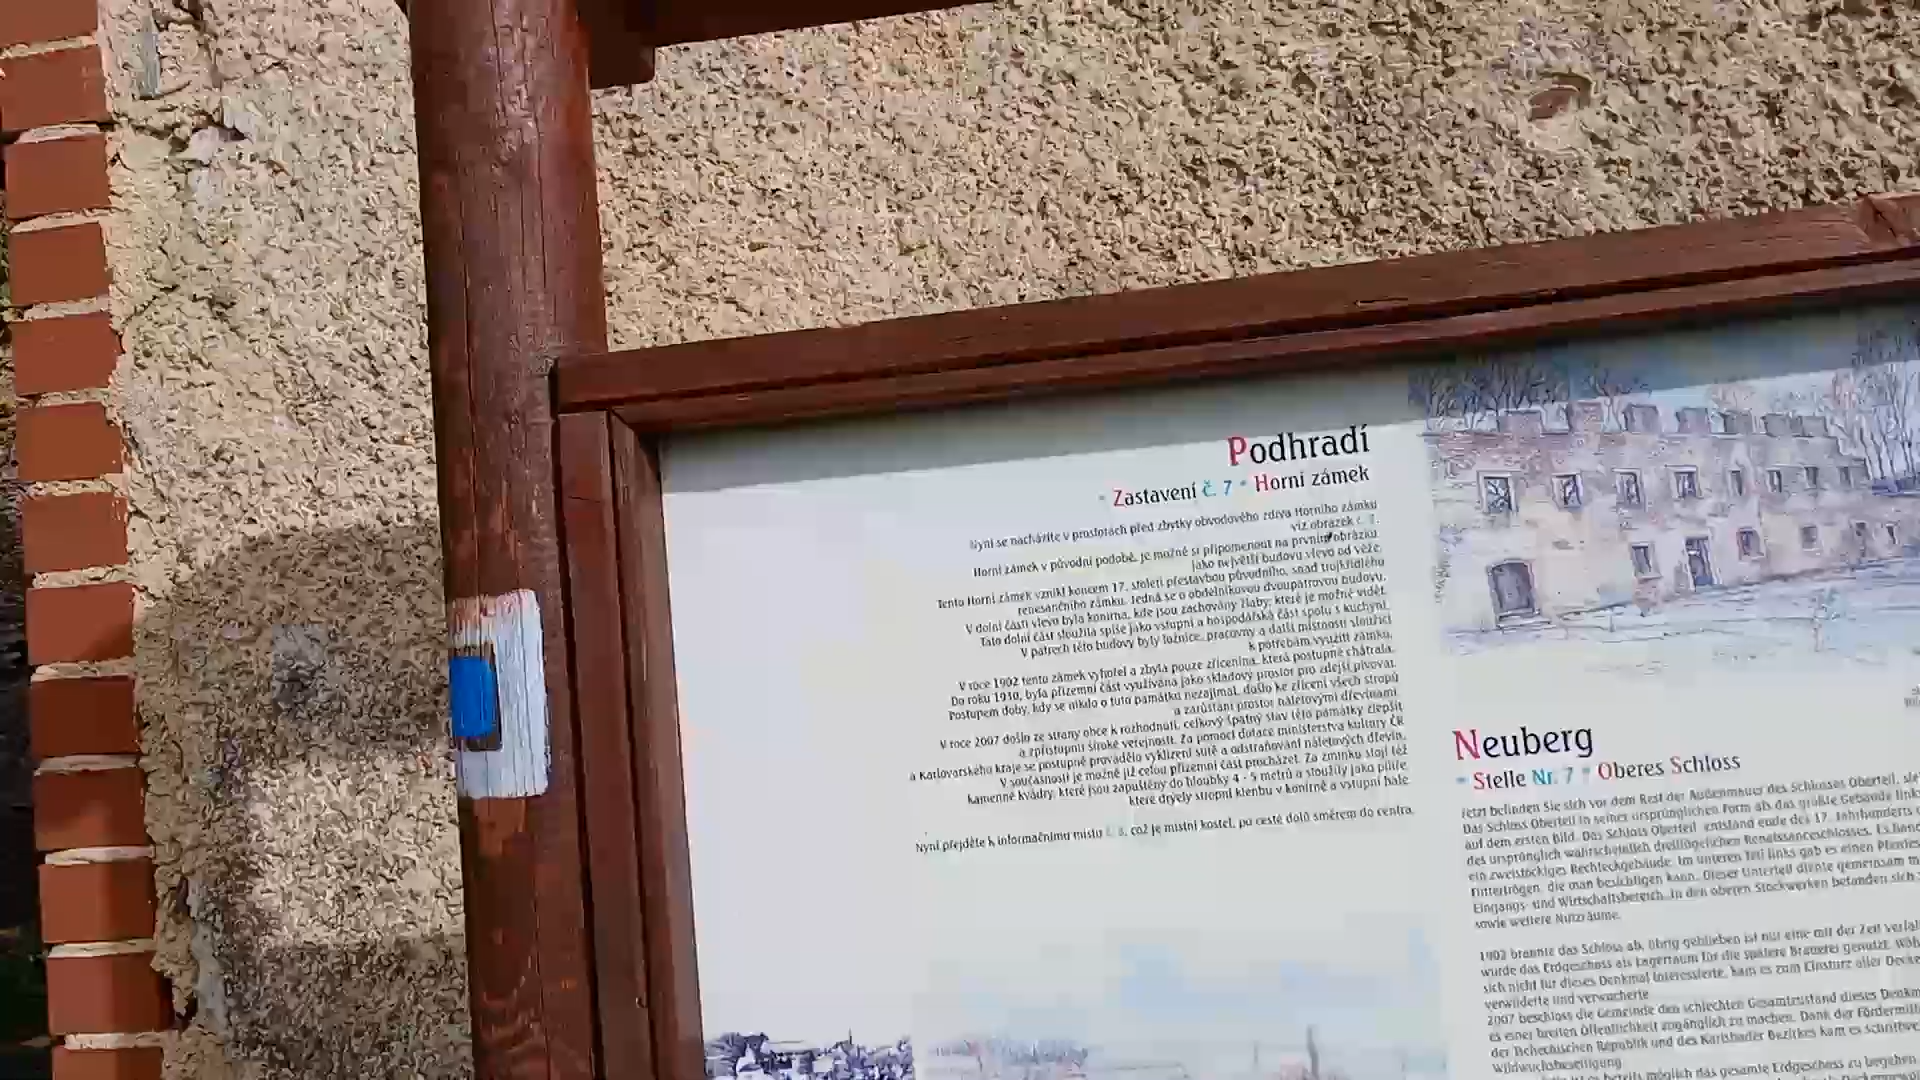 Podhradí
• Zastavení č. 7 • Horní zámek
Nyní se nacházíte v prostorách před zbytky obvodového zdiva Horního zámku
viz obrázek č. 7.
Horní zámek v původní podobě, je možné si připomenout na prvním obrázku
jako největší budovu vlevo od věže.
Tento Horní zámek vznikl koncem 17. století přestavbou původního, snad trojkřídlého
renesančního zámku. Jedná se o obdélníkovou dvoupatrovou budovu.
V dolní části vlevo byla konírna, kde jsou zachovány žlaby, které je možné vidět.
Tato dolní část sloužila spíše jako vstupní a hospodářská část spolu s kuchyní.
V patrech této budovy byly ložnice, pracovny a další místnosti sloužící
k potřebám využití zámku.
V roce 1902 tento zámek vyhořel a zbyla pouze zřícenina, která postupně chátrala.
Do roku 1930, byla přízemní část využívána jako skladový prostor pro zdejší pivovar.
Postupem doby, kdy se nikdo o tuto památku nezajímal, došlo ke zřícení všech stropů
a zarůstání prostor náletovými dřevinami.
V roce 2007 došlo ze strany obce k rozhodnutí, celkový špatný stav této památky zlepšit
a zpřístupnit široké veřejnosti. Za pomoci dotace ministerstva kultury ČR
a Karlovarského kraje se postupně provádělo vyklízení sutě a odstraňování náletových dřevin.
V současnosti je možné již celou přízemní část procházet. Za zmínku stojí též
kamenné kvádry, které jsou zapuštěny do hloubky 4 - 5 metrů a sloužily jako pilíře,
které držely stropní klenbu v konírně a vstupní hale.
Nyní přejděte k informačnímu místu č. 8, což je místní kostel, po cestě dolů směrem do centra.
Neuberg
• Stelle Nr. 7 • Oberes Schloss
Jetzt befinden Sie sich vor dem Rest der Außenmauer des Schlosses Oberteil,
Das Schloss Oberteil in seiner ursprünglichen Form als das größte Gebäude links
auf dem ersten Bild. Das Schloss Oberteil entstand ende des 17. Jahrhunderts
des ursprünglich wahrscheinlich dreiflügelichen Renaissanceschlosses. Es
ein zweistöckiges Rechteckgebäude. Im unteren Teil links gab es einen
Futtertrögen, die man besichtigen kann. Dieser Unterteil diente gemeinsam
Eingangs- und Wirtschaftsbereich. In den oberen Stockwerken befanden sich
sowie weitere Nutzräume.
1902 brannte das Schloss ab, übrig geblieben ist nur eine mit der Zeit
wurde das Erdgeschoss als Lagerraum für die spätere Brauerei genutzt.
sich nicht für dieses Denkmal interessierte, kam es zum Einsturz aller
verwilderte und verwucherte
2007 beschloss die Gemeinde den schlechten Gesamtzustand dieses
es einer breiten Öffentlichkeit zugänglich zu machen. Dank der
der Tschechischen Republik und des Karlsbader Bezirkes kam es
Wildwuchsbeseitigung
bereits möglich das gesamte Erdgeschoss zu begehen